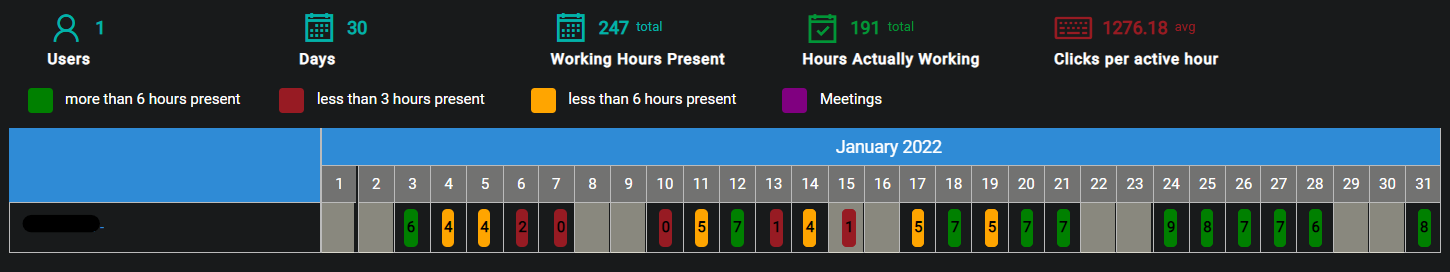 1 30 247 total 191 total 1276.18 avg
Users Days Working Hours Present Hours Actually Working Clicks per active hour
more than 6 hours present less than 3 hours present less than 6 hours present Meetings
January 2022
1 2 3 4 5 6 7 8 9 10 11 12 13 14 15 16 17 18 19 20 21 22 23 24 25 26 27 28 29 30 31
6 4 4 2 0 0 5 7 1 4 1 5 7 5 7 7 9 8 7 7 6 8